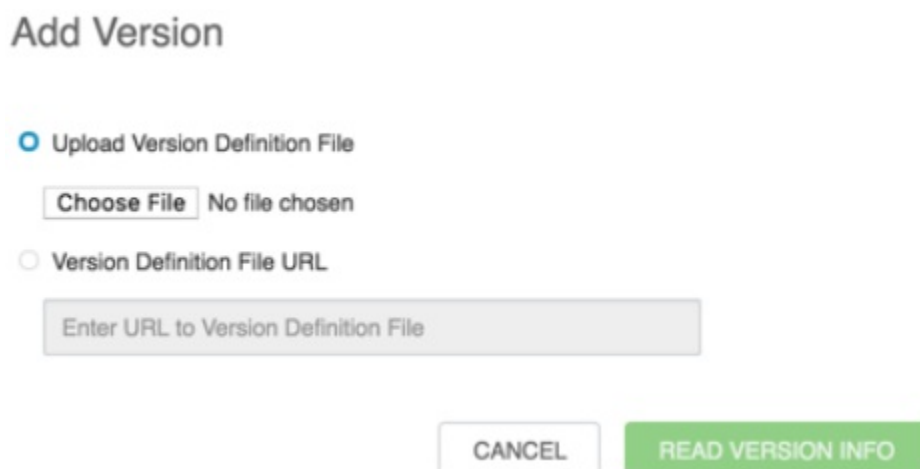 Add Version
Upload Version Definition File
Choose File No file chosen
Version Definition File URL
Enter URL to Version Definition File
CANCEL READ VERSION INFO